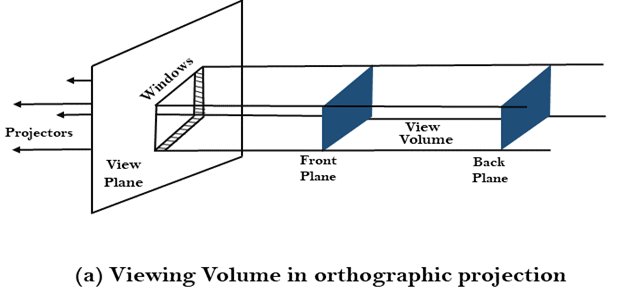 Windows
Projectors
View
Plane
Front
Plane
View
Volume
Back
Plane
(a) Viewing Volume in orthographic projection